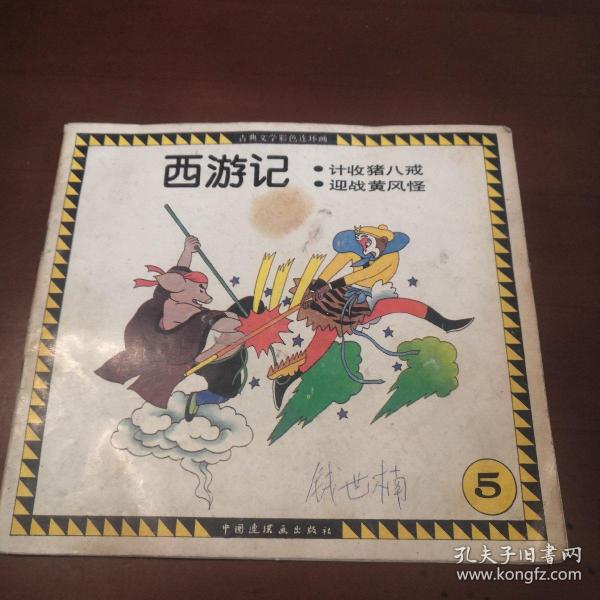 古典文学彩色连环画
西游记：计收猪八戒
迎战黄风怪
钱世楠
5
中国连环画出版社
孔夫子旧书网
www.kongfz.com